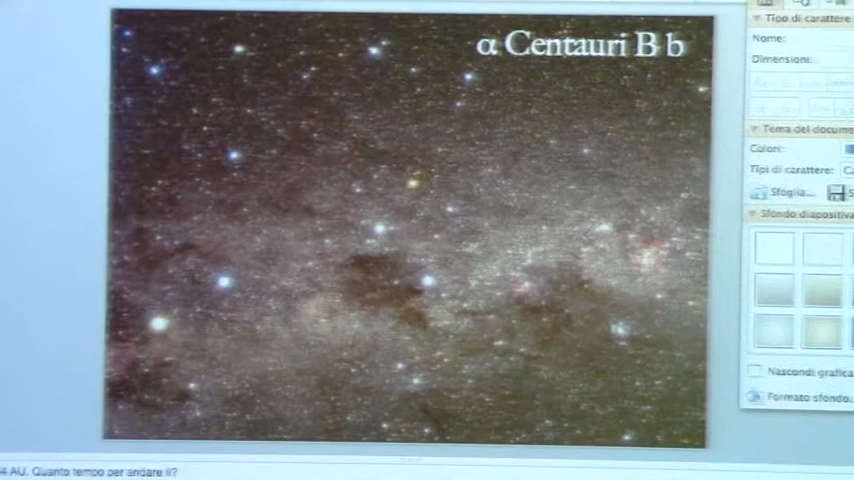 α Centauri B b
Tipo di carattere
Nome:
Dimensioni:
Tema del docume
Colori:
Tipi di carattere:
Sfoglia...
Sfondo diapositiva
Nascondi grafica
Formato sfondo..
4 AU. Quanto tempo per andare lì?